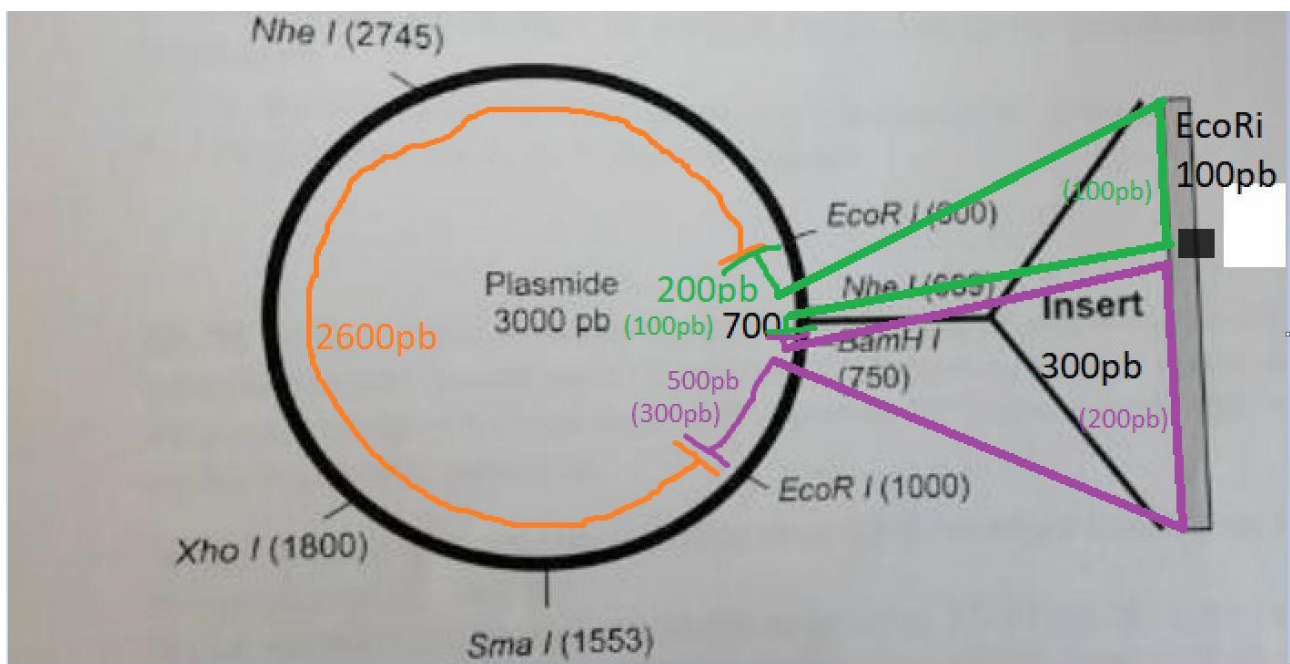 Nhe I (2745)
EcoRi
100pb
(100pb)
EcoR I (600)
Plasmide
3000 pb
200pb
(100pb)
700
Nhe I
Insert
BamH I
(750)
2600pb
300pb
500pb
(300pb)
(200pb)
EcoR I (1000)
Xho I (1800)
Sma I (1553)